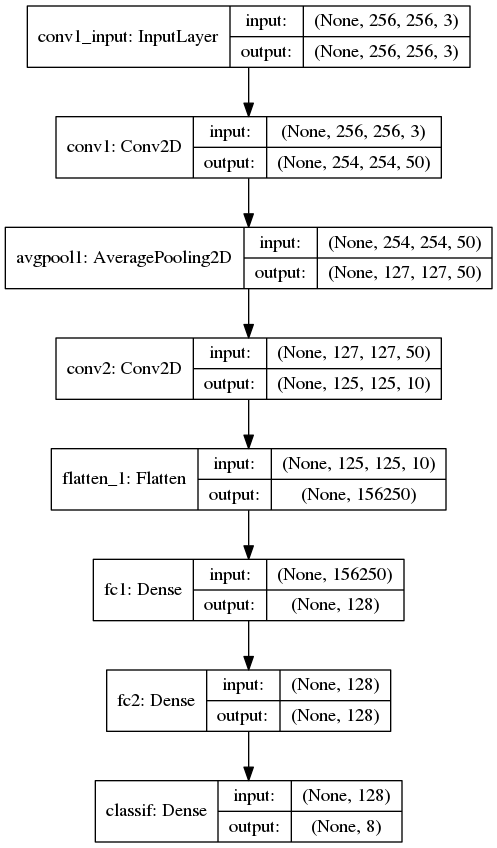 conv1_input: InputLayer
input: (None, 256, 256, 3)
output: (None, 256, 256, 3)
conv1: Conv2D
input: (None, 256, 256, 3)
output: (None, 254, 254, 50)
avgpool1: AveragePooling2D
input: (None, 254, 254, 50)
output: (None, 127, 127, 50)
conv2: Conv2D
input: (None, 127, 127, 50)
output: (None, 125, 125, 10)
flatten_1: Flatten
input: (None, 125, 125, 10)
output: (None, 156250)
fc1: Dense
input: (None, 156250)
output: (None, 128)
fc2: Dense
input: (None, 128)
output: (None, 128)
classif: Dense
input: (None, 128)
output: (None, 8)